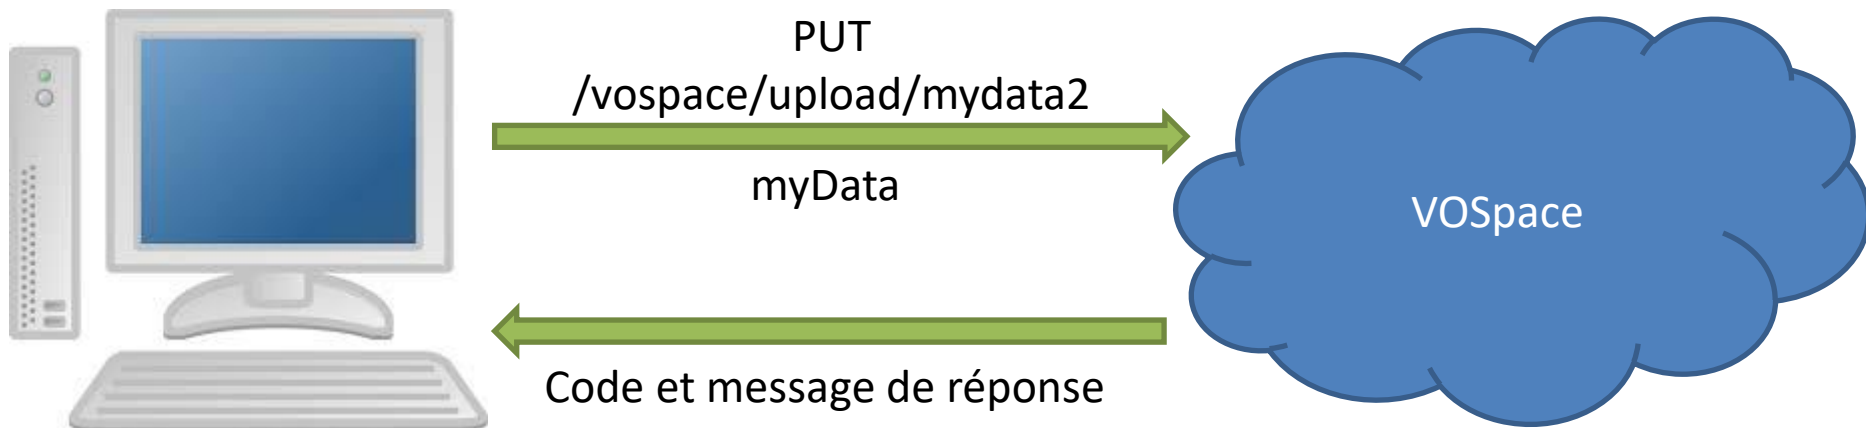 PUT
/vospace/upload/mydata2
myData
VOSpace
Code et message de réponse